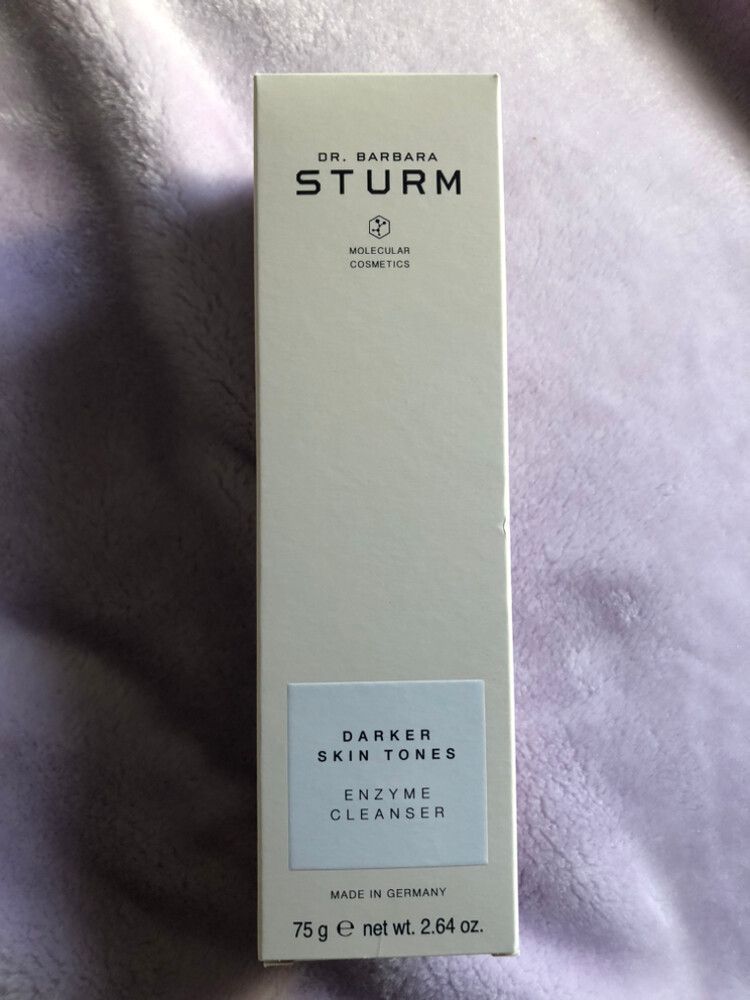 DR. BARBARA
STURM
MOLECULAR
COSMETICS
DARKER
SKIN TONES
ENZYME
CLEANSER
MADE IN GERMANY
75 g ℮ net wt. 2.64 oz.